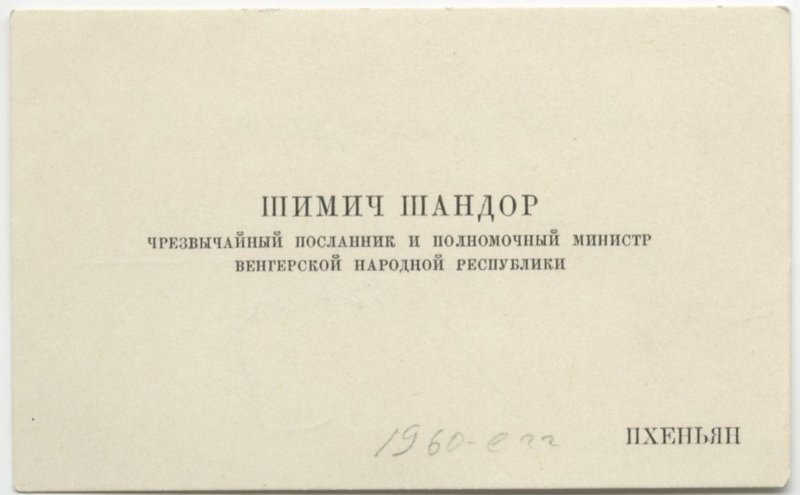 ШИМИЧ ШАНДОР
ЧРЕЗВЫЧАЙНЫЙ ПОСЛАННИК И ПОЛНОМОЧНЫЙ МИНИСТР
ВЕНГЕРСКОЙ НАРОДНОЙ РЕСПУБЛИКИ
1960-е гг
ПХЕНЬЯН